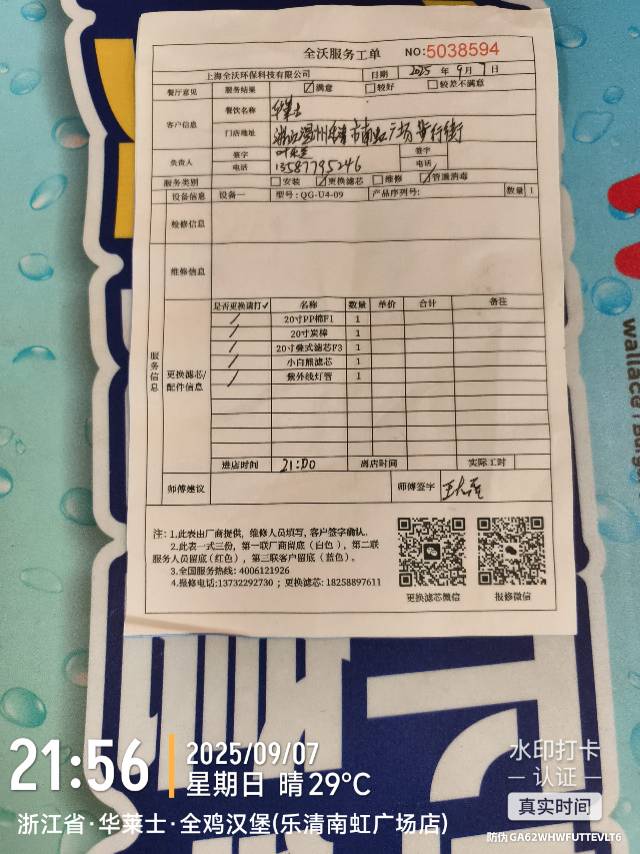 全沃服务工单 NO:5038594
上海全沃环保科技有限公司 日期 2025 年 9 月 7 日
餐厅意见 服务结果 ☑满意 □较好 □较差不满意
客户信息 餐饮名称 华莱士
门店地址 浙江温州乐清市南虹广场步行街
负责人 签字 签字
电话 13587795246 电话
服务类别 □安装 ☑更换滤芯 □维修 ☑管道消毒
设备信息 设备一 型号:QG-U4-09 产品序列号: 数量 1
检修信息
维修信息
服务信息
更换滤芯/配件信息
是否更换请打✓ 名称 数量 单价 合计 备注
/ 20寸PP棉F1 1
/ 20寸炭棒 1
/ 20寸叠式滤芯F3 1
/ 小白熊滤芯 1
/ 紫外线灯管 1
进店时间 21:00 离店时间 实际工时
师傅建议 师傅签字
注: 1.此表由厂商提供, 维修人员填写, 客户签字确认.
2.此表一式三份, 第一联厂商留底(白色), 第二联
服务人员留底(红色), 第三联客户留底(蓝色).
3.全国服务热线: 4006121926
4.报修电话:13732292730 ; 更换滤芯: 18258897611
更换滤芯微信 报修微信
wallace
21:56 2025/09/07
星期日 晴 29°C
浙江省·华莱士·全鸡汉堡(乐清南虹广场店)
水印打卡
认证
真实时间
防伪 GA62WHWFUTTEVLT6